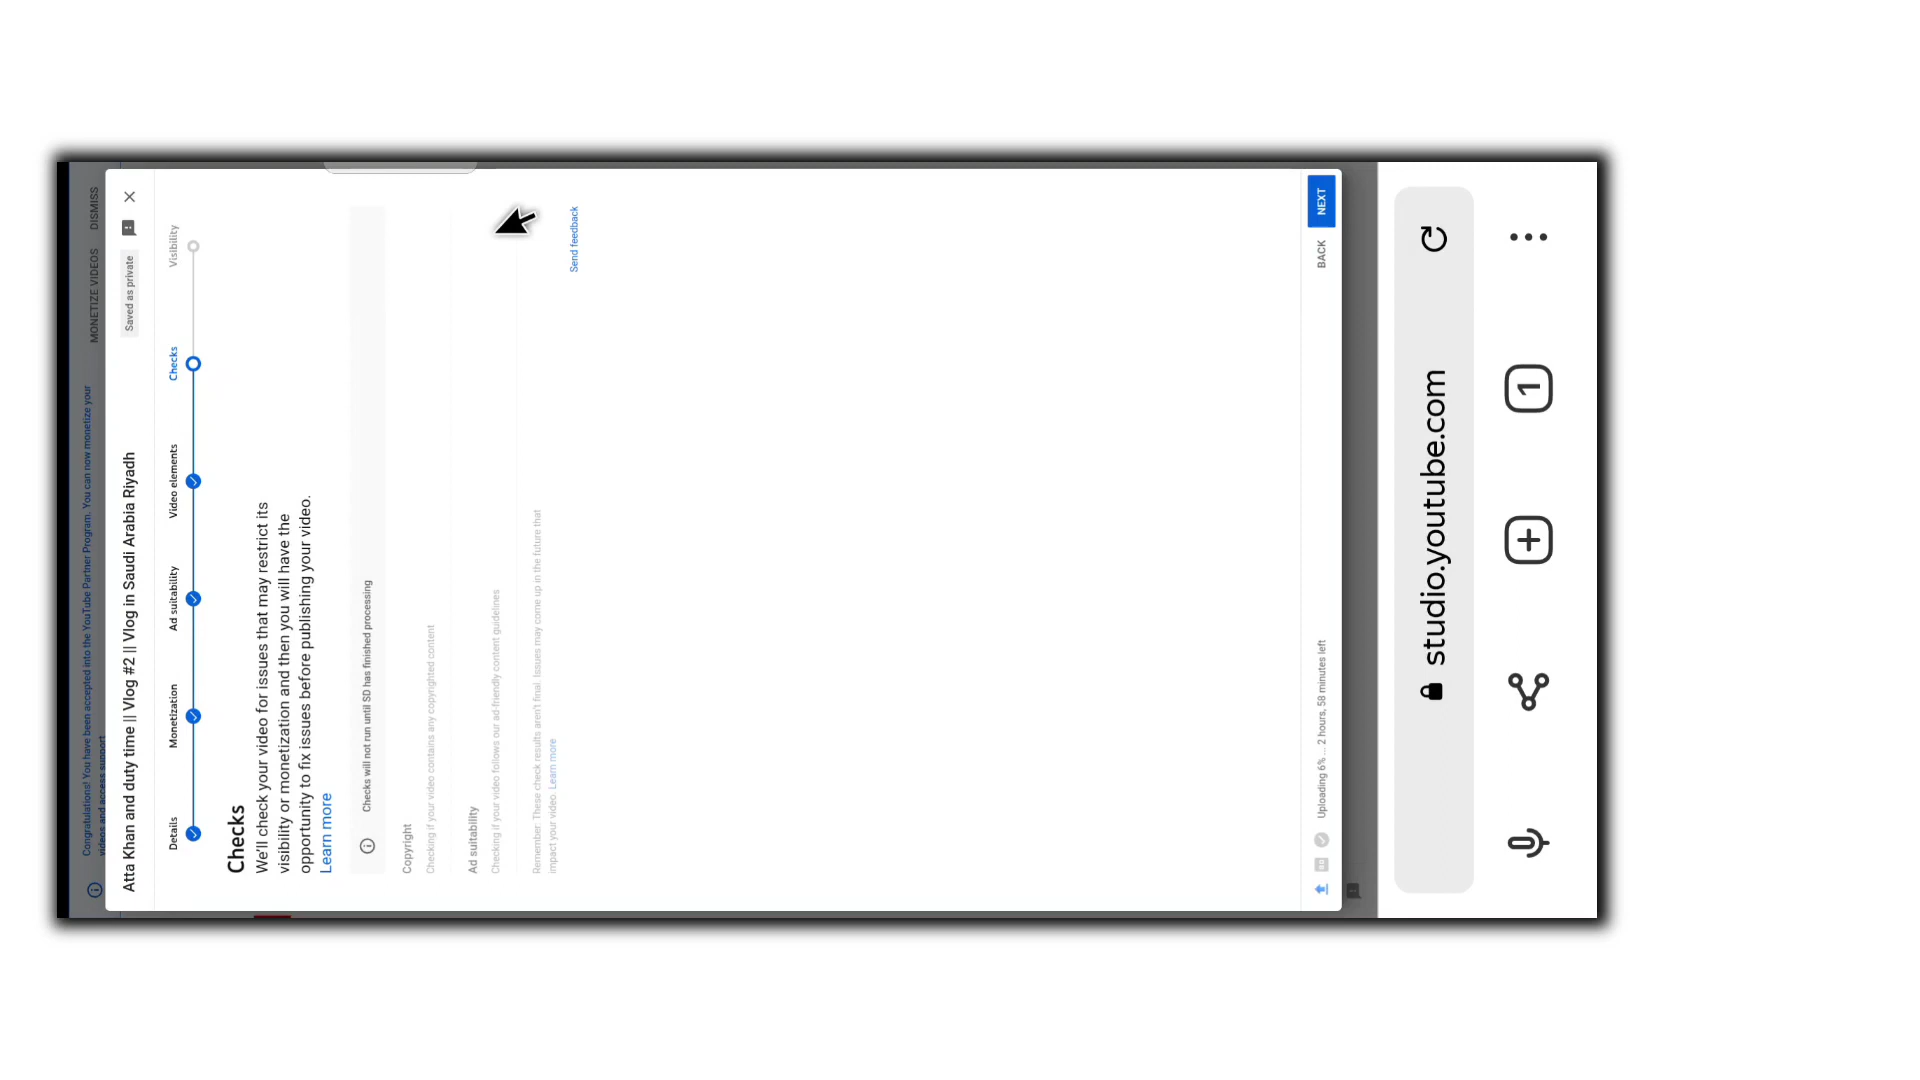 Congratulations! You have been accepted into the YouTube Partner Program. You can now monetize your
videos and access support
MONETIZE VIDEOS
DISMISS
Atta Khan and duty time || Vlog #2 || Vlog in Saudi Arabia Riyadh
Saved as private
Details
Monetization
Ad suitability
Video elements
Checks
Visibility
Checks
We'll check your video for issues that may restrict its
visibility or monetization and then you will have the
opportunity to fix issues before publishing your video.
Learn more
Checks will not run until SD has finished processing
Copyright
Checking if your video contains any copyrighted content
Ad suitability
Checking if your video follows our ad-friendly content guidelines
Remember: These check results aren't final. Issues may come up in the future that
impact your video. Learn more
Send feedback
Uploading 6% ... 2 hours, 58 minutes left
BACK
NEXT
studio.youtube.com
1